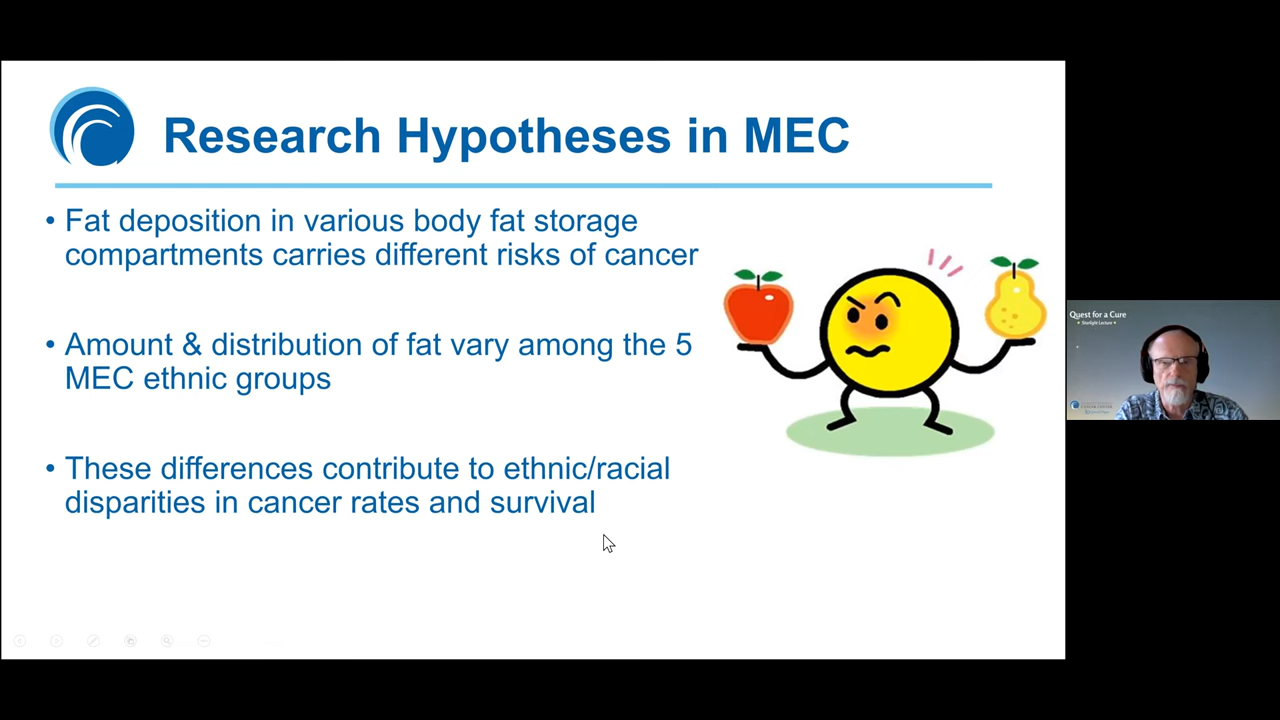 Research Hypotheses in MEC
• Fat deposition in various body fat storage
compartments carries different risks of cancer
• Amount & distribution of fat vary among the 5
MEC ethnic groups
• These differences contribute to ethnic/racial
disparities in cancer rates and survival
Quest for a Cure
Starlight Lecture
CANCER CENTER